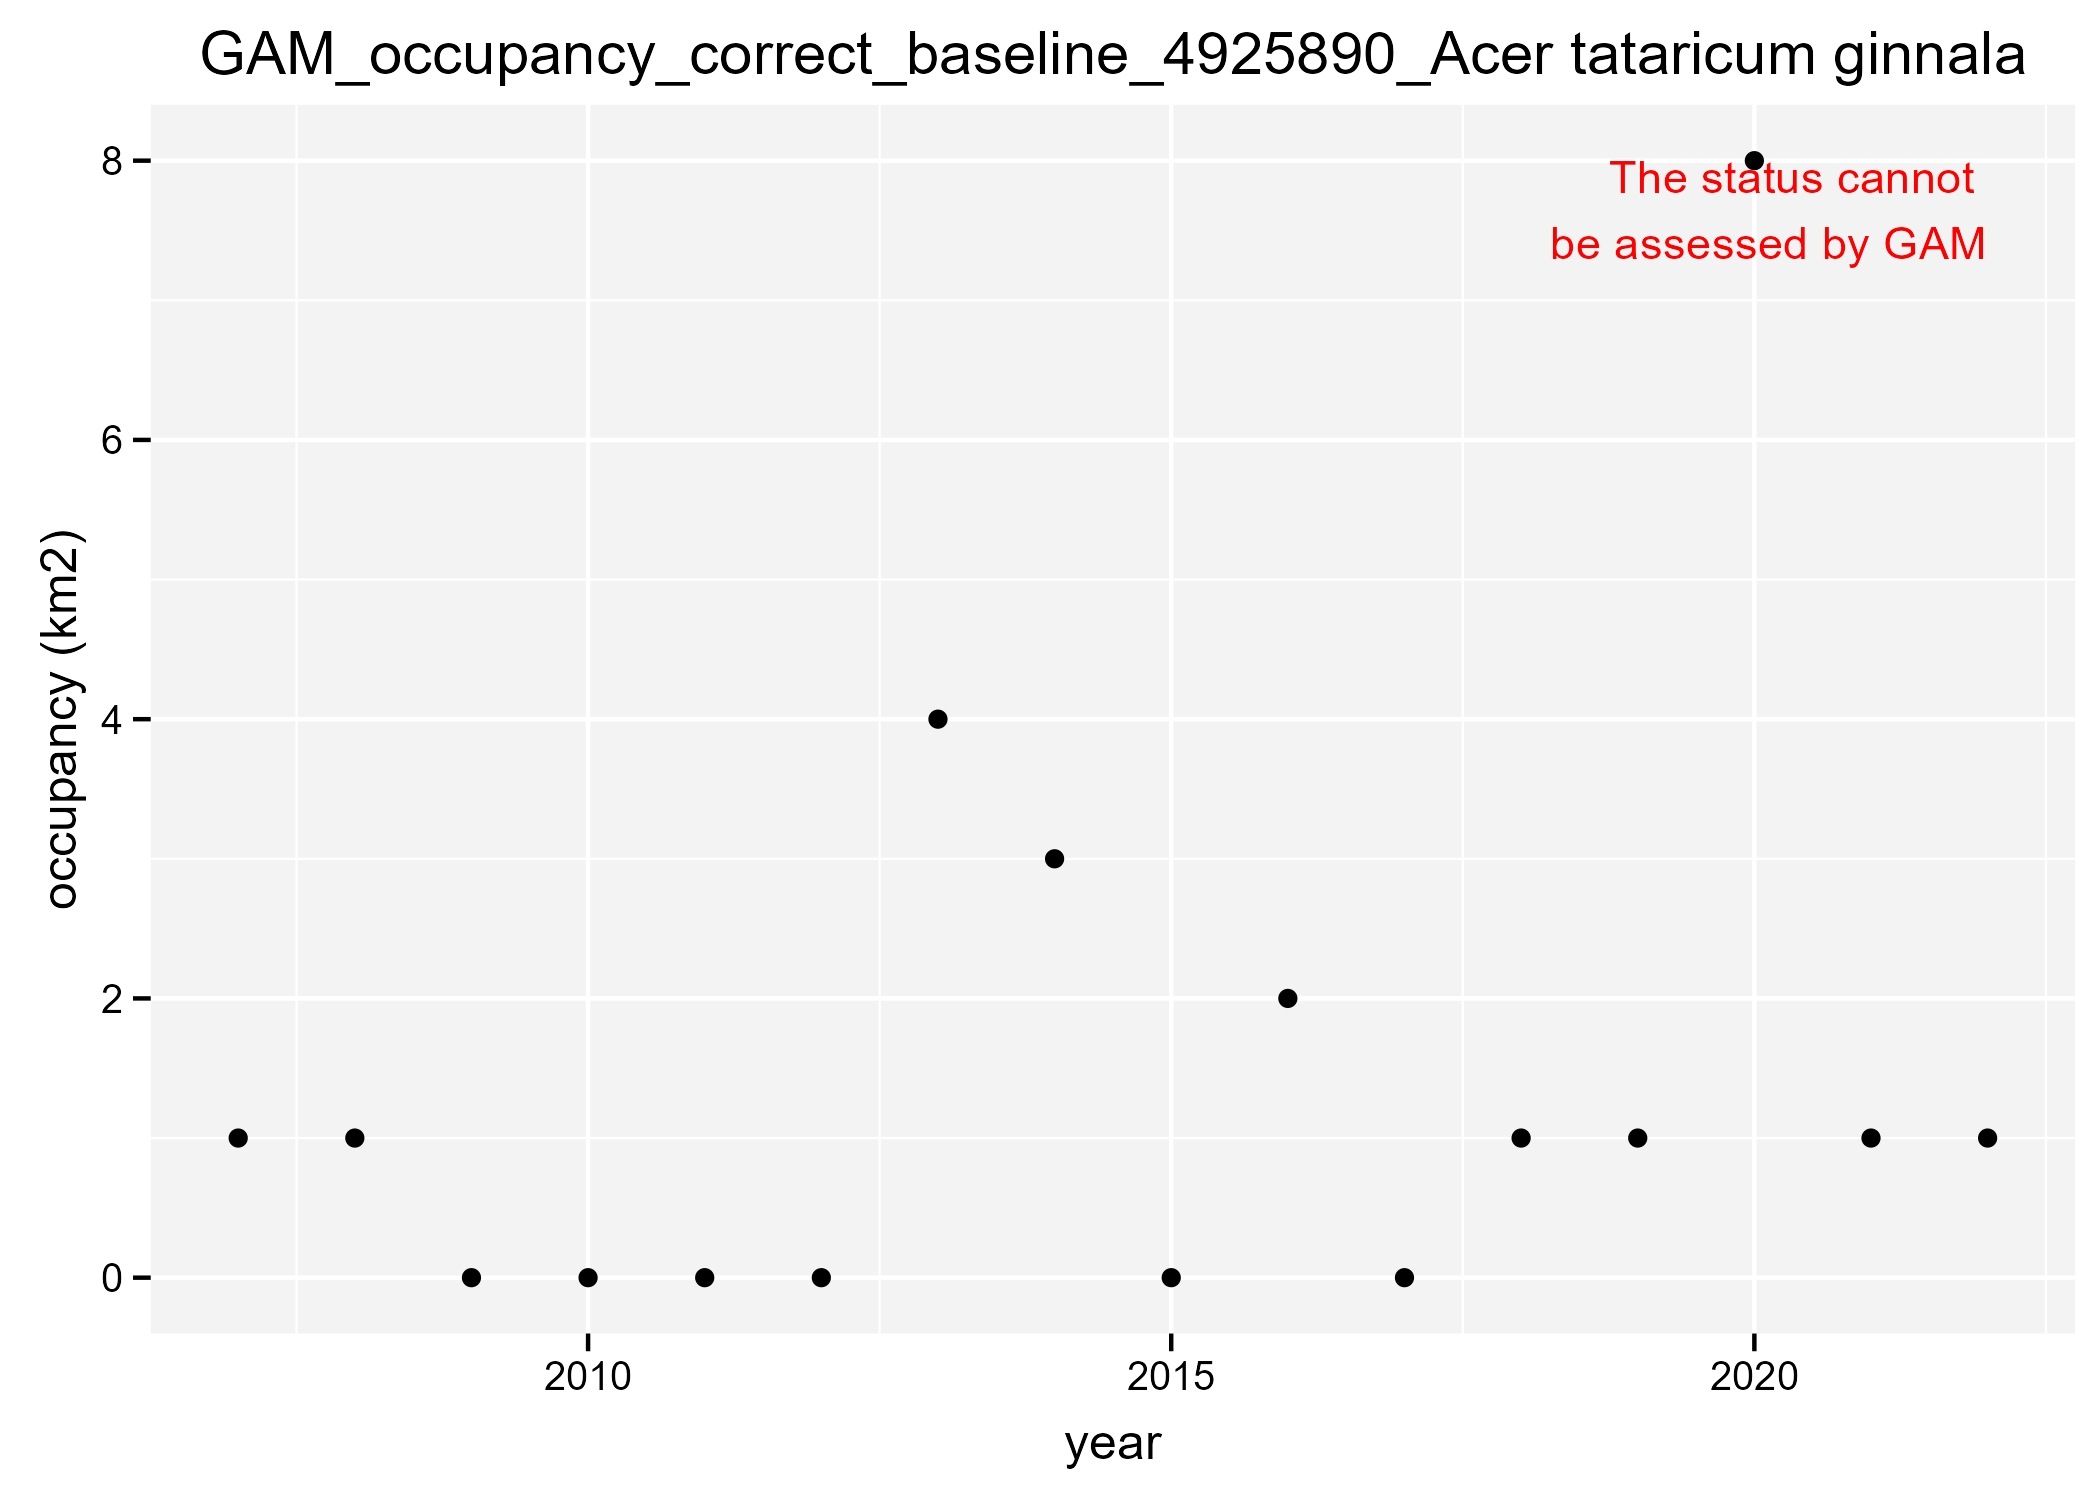 GAM_occupancy_correct_baseline_4925890_Acer tataricum ginnala
8
The status cannot
be assessed by GAM
6
occupancy (km2)
4
2
0
2010
2015
2020
year